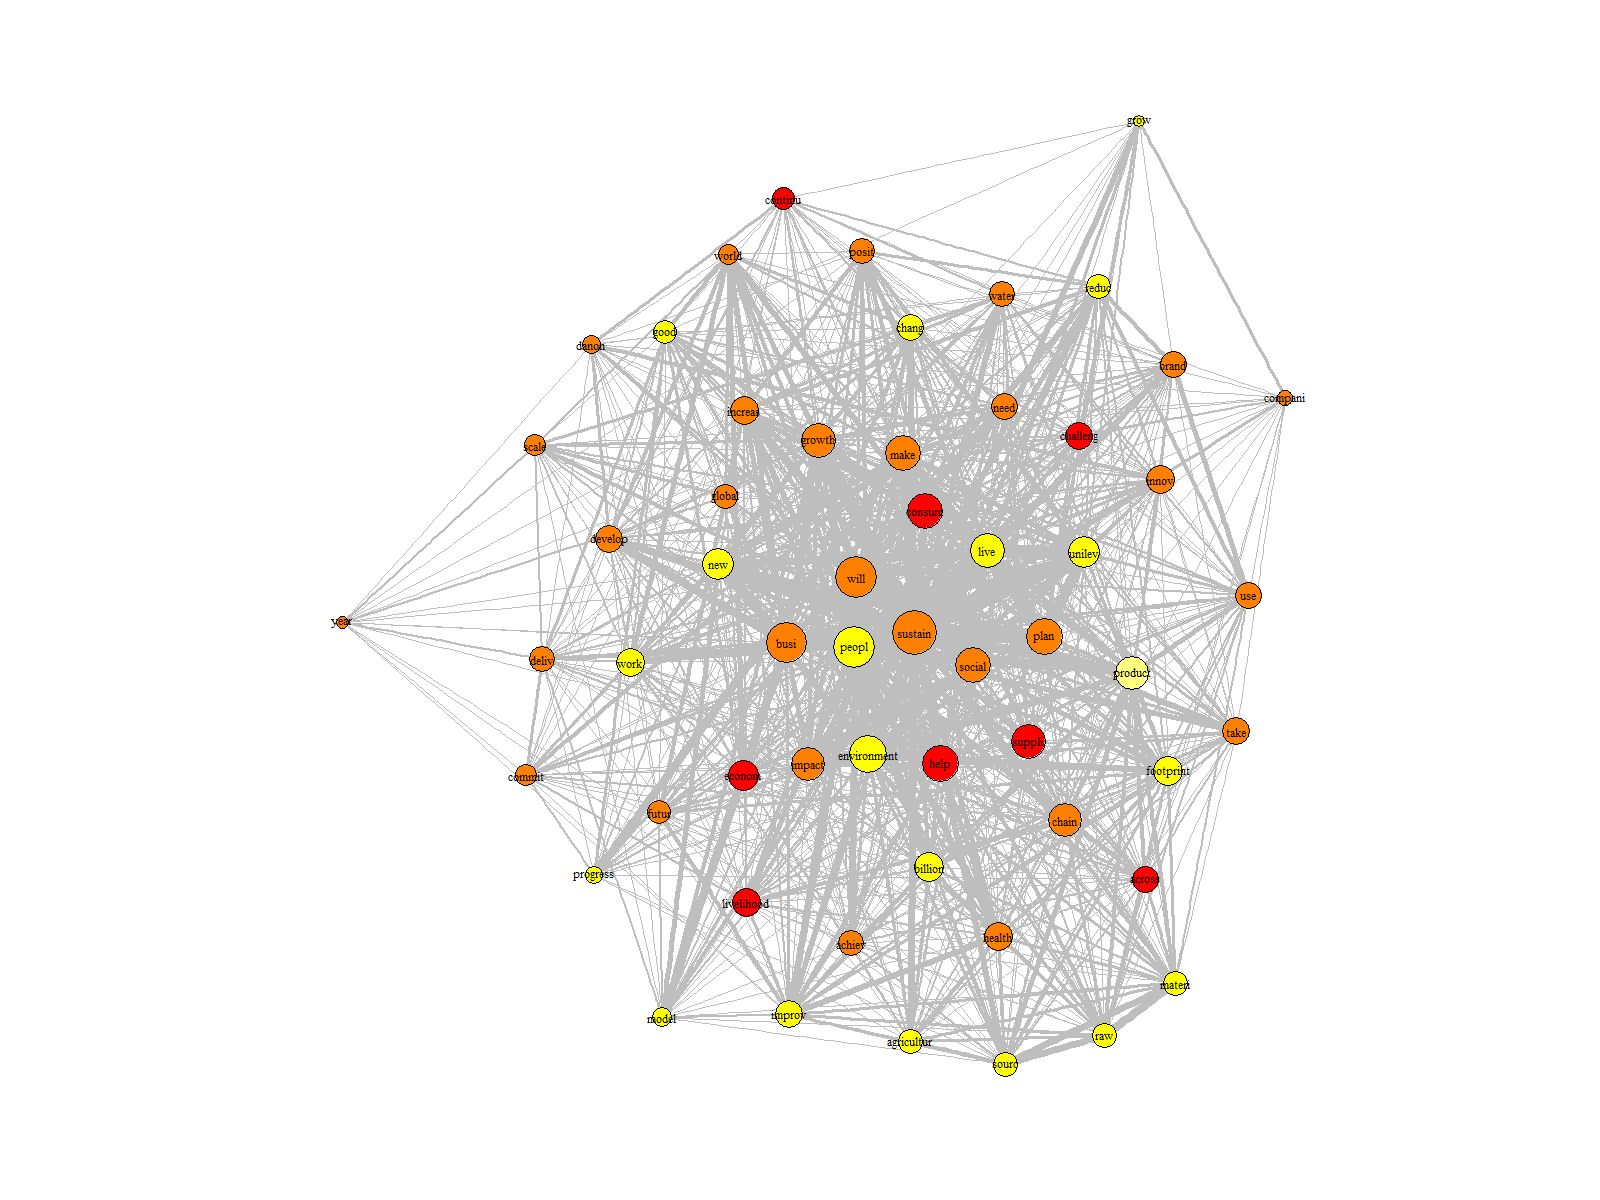 grow
continu
world
posit
water
reduc
good
chang
danon
brand
compani
increas
need
growth
challeng
scale
make
innov
global
consum
develop
live
unilev
new
will
use
year
sustain
plan
busi
peopl
deliv
work
social
product
take
suppli
environment
help
footprint
econom
impact
commit
futur
chain
billion
progress
across
livelihood
health
achiev
materi
improv
model
raw
agricultur
sourc